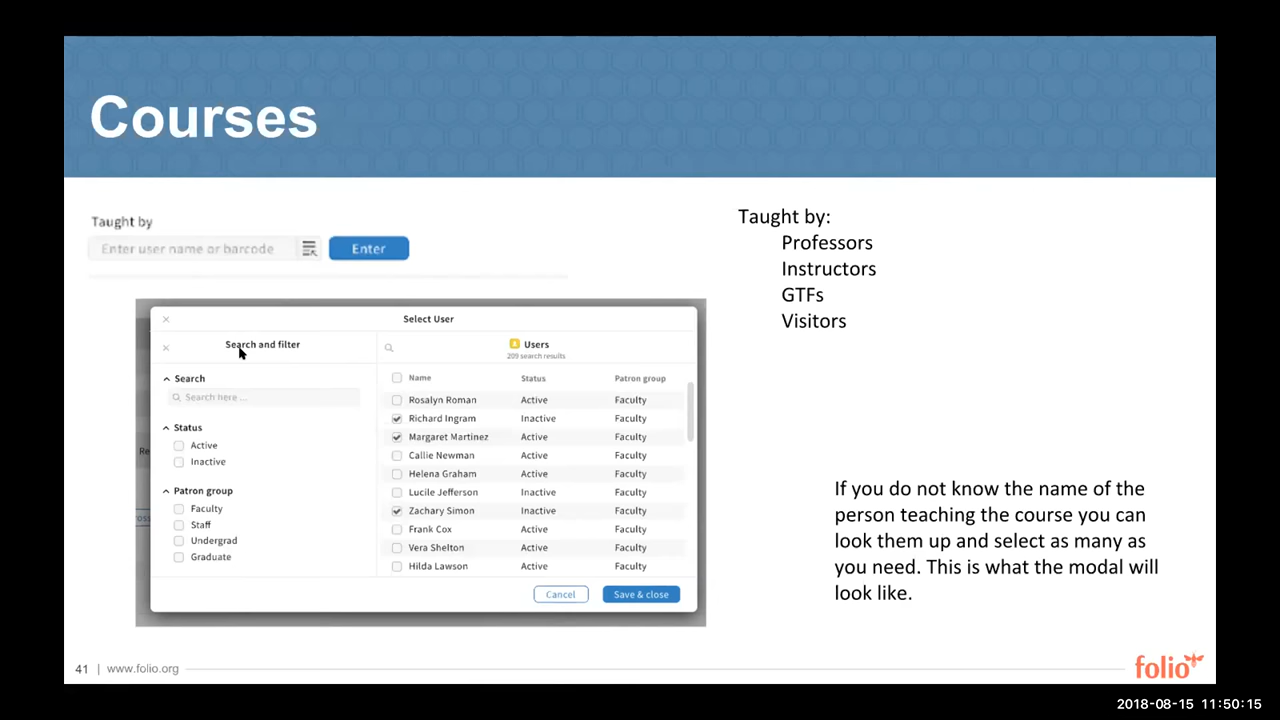 Courses
Taught by
Enter user name or barcode
Enter
Taught by:
Professors
Instructors
GTFs
Visitors
Select User
Search and filter
Users
209 search results
Search
Search here ...
Status
Active
Inactive
Patron group
Faculty
Staff
Undergrad
Graduate
Name Status Patron group
Rosalyn Roman Active Faculty
Richard Ingram Inactive Faculty
Margaret Martinez Active Faculty
Callie Newman Active Faculty
Helena Graham Active Faculty
Lucile Jefferson Inactive Faculty
Zachary Simon Inactive Faculty
Frank Cox Active Faculty
Vera Shelton Active Faculty
Hilda Lawson Active Faculty
Cancel
Save & close
Re
If you do not know the name of the
person teaching the course you can
look them up and select as many as
you need. This is what the modal will
look like.
41 | www.folio.org
folio
2018-08-15 11:50:15